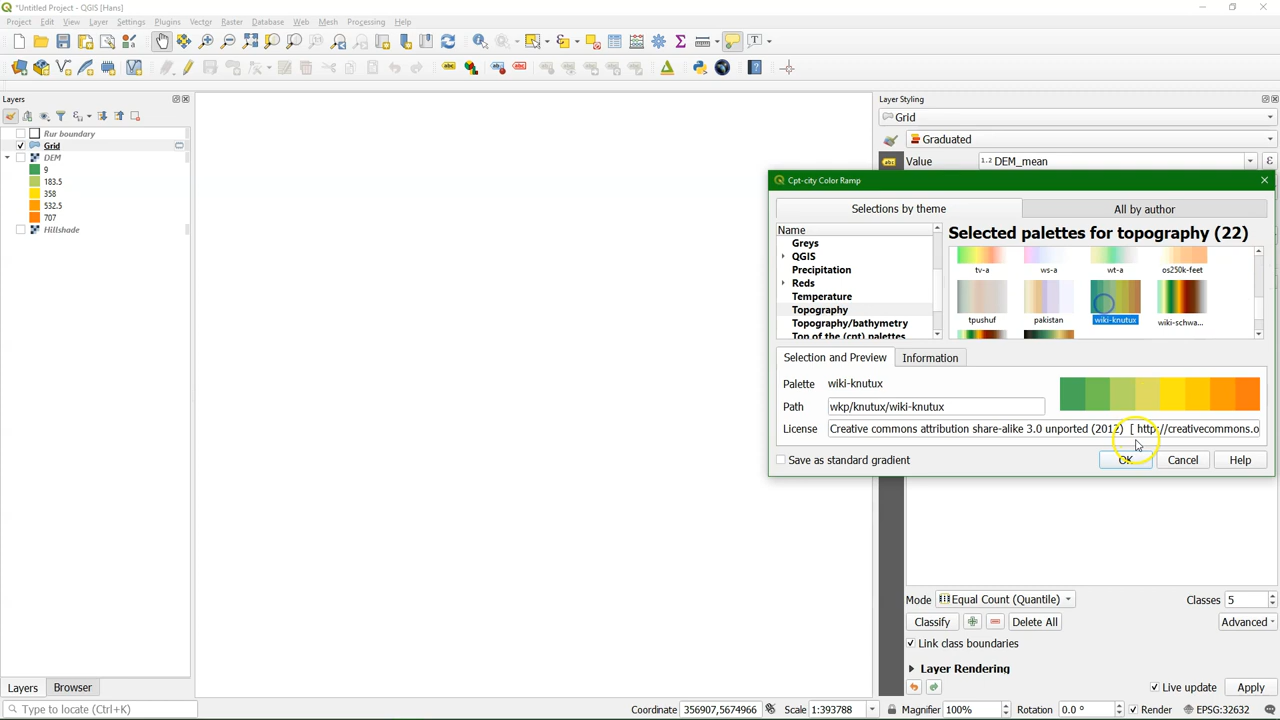 *Untitled Project - QGIS [Hans]
Project Edit View Layer Settings Plugins Vector Raster Database Web Mesh Processing Help
Layers
Rur boundary
Grid
DEM
9
183.5
358
532.5
707
Hillshade
Layer Styling
Grid
Graduated
Value 1.2 DEM_mean
Cpt-city Color Ramp
Selections by theme All by author
Name
Greys
QGIS
Precipitation
Reds
Temperature
Topography
Topography/bathymetry
Top of the (cpt) palettes
Selected palettes for topography (22)
tv-a ws-a wt-a os250k-feet
tpushuf pakistan wiki-knutux wiki-schwa...
Selection and Preview Information
Palette wiki-knutux
Path wkp/knutux/wiki-knutux
License Creative commons attribution share-alike 3.0 unported (2012) [ http://creativecommons.o
Save as standard gradient OK Cancel Help
Mode Equal Count (Quantile) Classes 5
Classify Delete All Advanced
Link class boundaries
Layer Rendering
Live update Apply
Layers Browser
Type to locate (Ctrl+K) Coordinate 356907,5674966 Scale 1:393788 Magnifier 100% Rotation 0.0 ° Render EPSG:32632